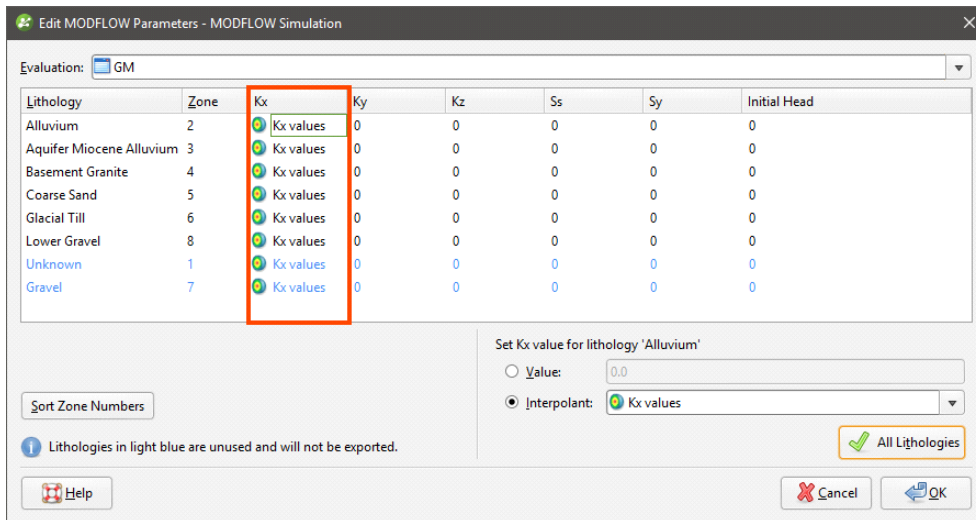 Edit MODFLOW Parameters - MODFLOW Simulation
Evaluation: GM
Lithology Zone Kx Ky Kz Ss Sy Initial Head
Alluvium 2 Kx values 0 0 0 0 0
Aquifer Miocene Alluvium 3 Kx values 0 0 0 0 0
Basement Granite 4 Kx values 0 0 0 0 0
Coarse Sand 5 Kx values 0 0 0 0 0
Glacial Till 6 Kx values 0 0 0 0 0
Lower Gravel 8 Kx values 0 0 0 0 0
Unknown 1 Kx values 0 0 0 0 0
Gravel 7 Kx values 0 0 0 0 0
Set Kx value for lithology 'Alluvium'
Value: 0.0
Interpolant: Kx values
Sort Zone Numbers
Lithologies in light blue are unused and will not be exported.
All Lithologies
Help Cancel OK